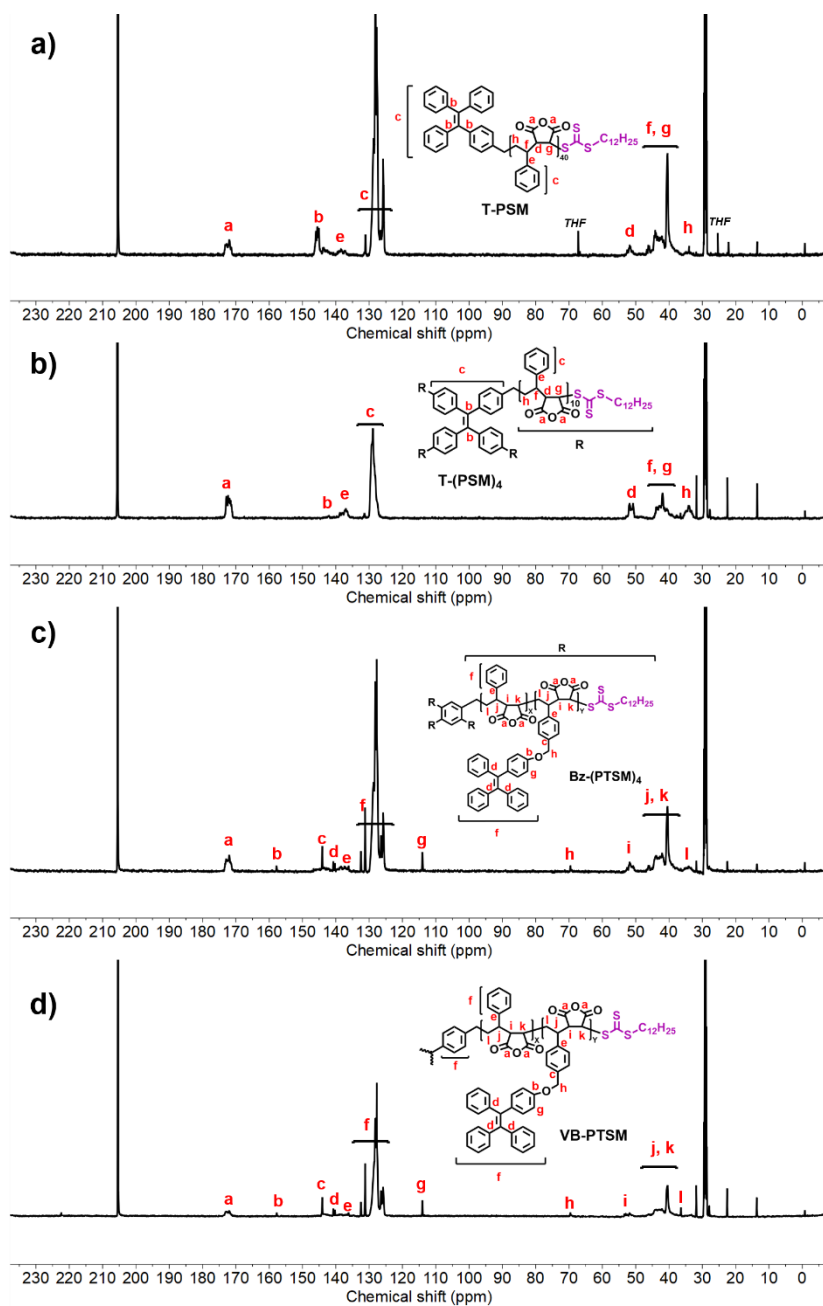 a)
c
b
b
b
h
a
O
a
O
O
f
d
g
e
40
S
S
S
C12H25
c
T-PSM
f, g
a
b
e
c
THF
d
h
THF
230 220 210 200 190 180 170 160 150 140 130 120 110 100 90 80 70 60 50 40 30 20 10 0
Chemical shift (ppm)
b)
c
R
b
b
R
R
h
c
e
f
d
g
O
O
O
a
a
10
S
S
S
C12H25
R
T-(PSM)4
a
b
e
c
d
f, g
h
230 220 210 200 190 180 170 160 150 140 130 120 110 100 90 80 70 60 50 40 30 20 10 0
Chemical shift (ppm)
c)
R
f
R
R
R
e
i
k
l
j
a
a
O
O
O
X
a
O
a
O
O
l
j
i
k
e
Y
S
S
S
C12H25
c
h
b
O
g
d
d
d
f
Bz-(PTSM)4
a
b
c
d
e
f
g
h
i
j, k
l
230 220 210 200 190 180 170 160 150 140 130 120 110 100 90 80 70 60 50 40 30 20 10 0
Chemical shift (ppm)
d)
f
f
e
i
k
l
j
a
a
O
O
O
X
a
O
a
O
O
l
j
i
k
e
Y
S
S
S
C12H25
c
h
b
O
g
d
d
d
f
VB-PTSM
a
b
c
d
e
f
g
h
i
j, k
l
230 220 210 200 190 180 170 160 150 140 130 120 110 100 90 80 70 60 50 40 30 20 10 0
Chemical shift (ppm)